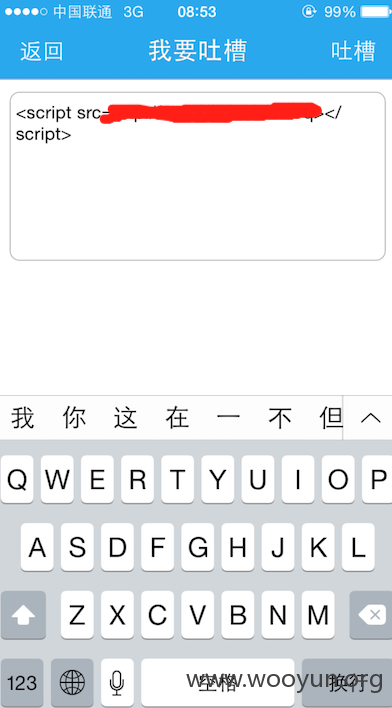 中国联通 3G 08:53 99%
返回 我要吐槽 吐槽
<script src= ></
script>
我 你 这 在 一 不 但
Q W E R T Y U I O P
A S D F G H J K L
Z X C V B N M
123 空格 换行
www.wooyun.org